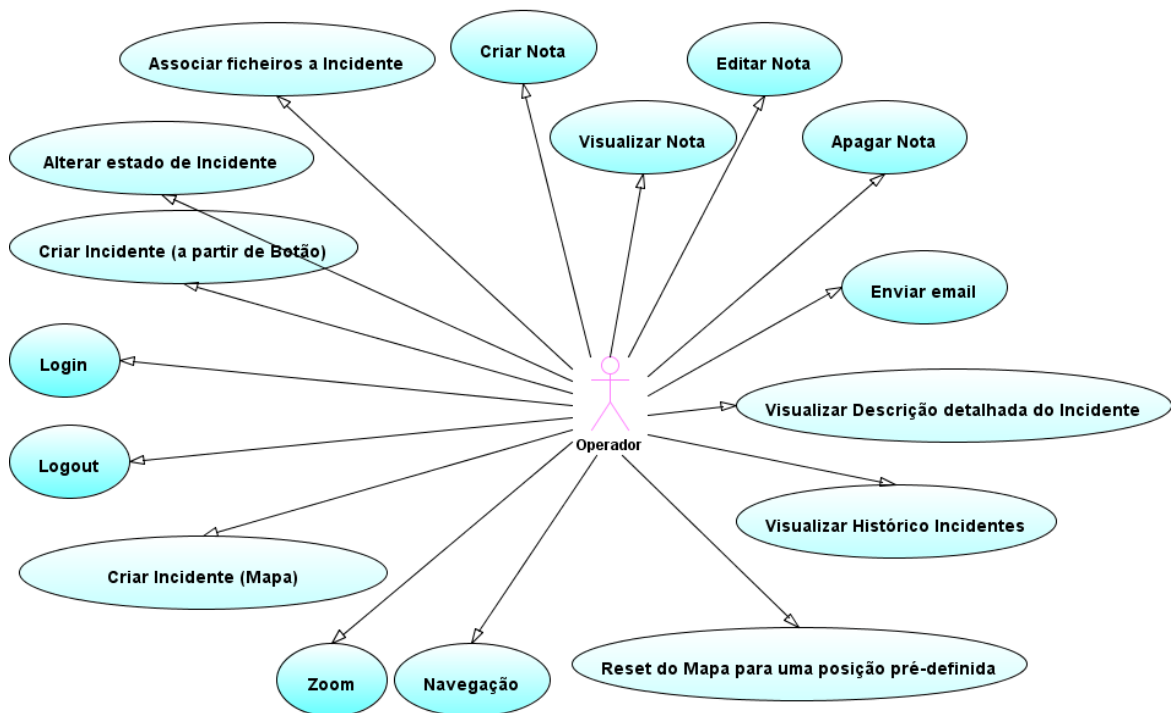 Criar Nota
Editar Nota
Associar ficheiros a Incidente
Visualizar Nota
Apagar Nota
Alterar estado de Incidente
Criar Incidente (a partir de Botão)
Enviar email
Login
Visualizar Descrição detalhada do Incidente
Operador
Logout
Visualizar Histórico Incidentes
Criar Incidente (Mapa)
Reset do Mapa para uma posição pré-definida
Zoom
Navegação